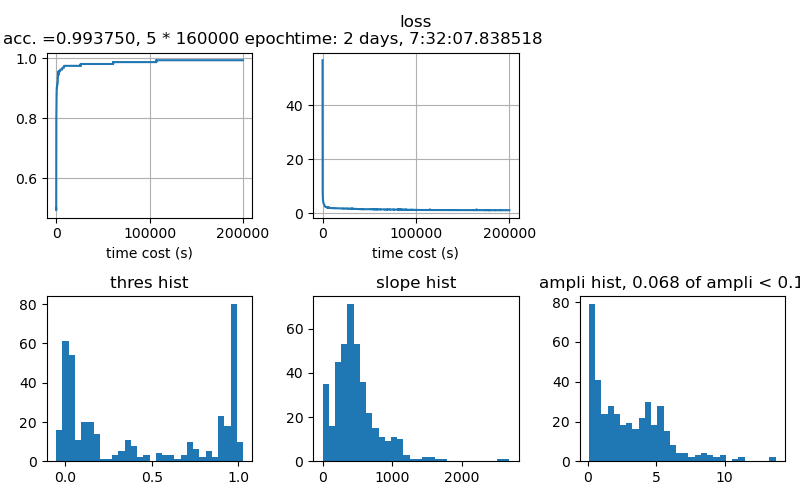 loss
acc. =0.993750, 5 * 160000 epochtime: 2 days, 7:32:07.838518
1.0
0.8
0.6
0 100000 200000
time cost (s)
40
20
0
0 100000 200000
time cost (s)
thres hist
80
60
40
20
0
0.0 0.5 1.0
slope hist
60
40
20
0
0 1000 2000
ampli hist, 0.068 of ampli < 0.1
80
60
40
20
0
0 5 10